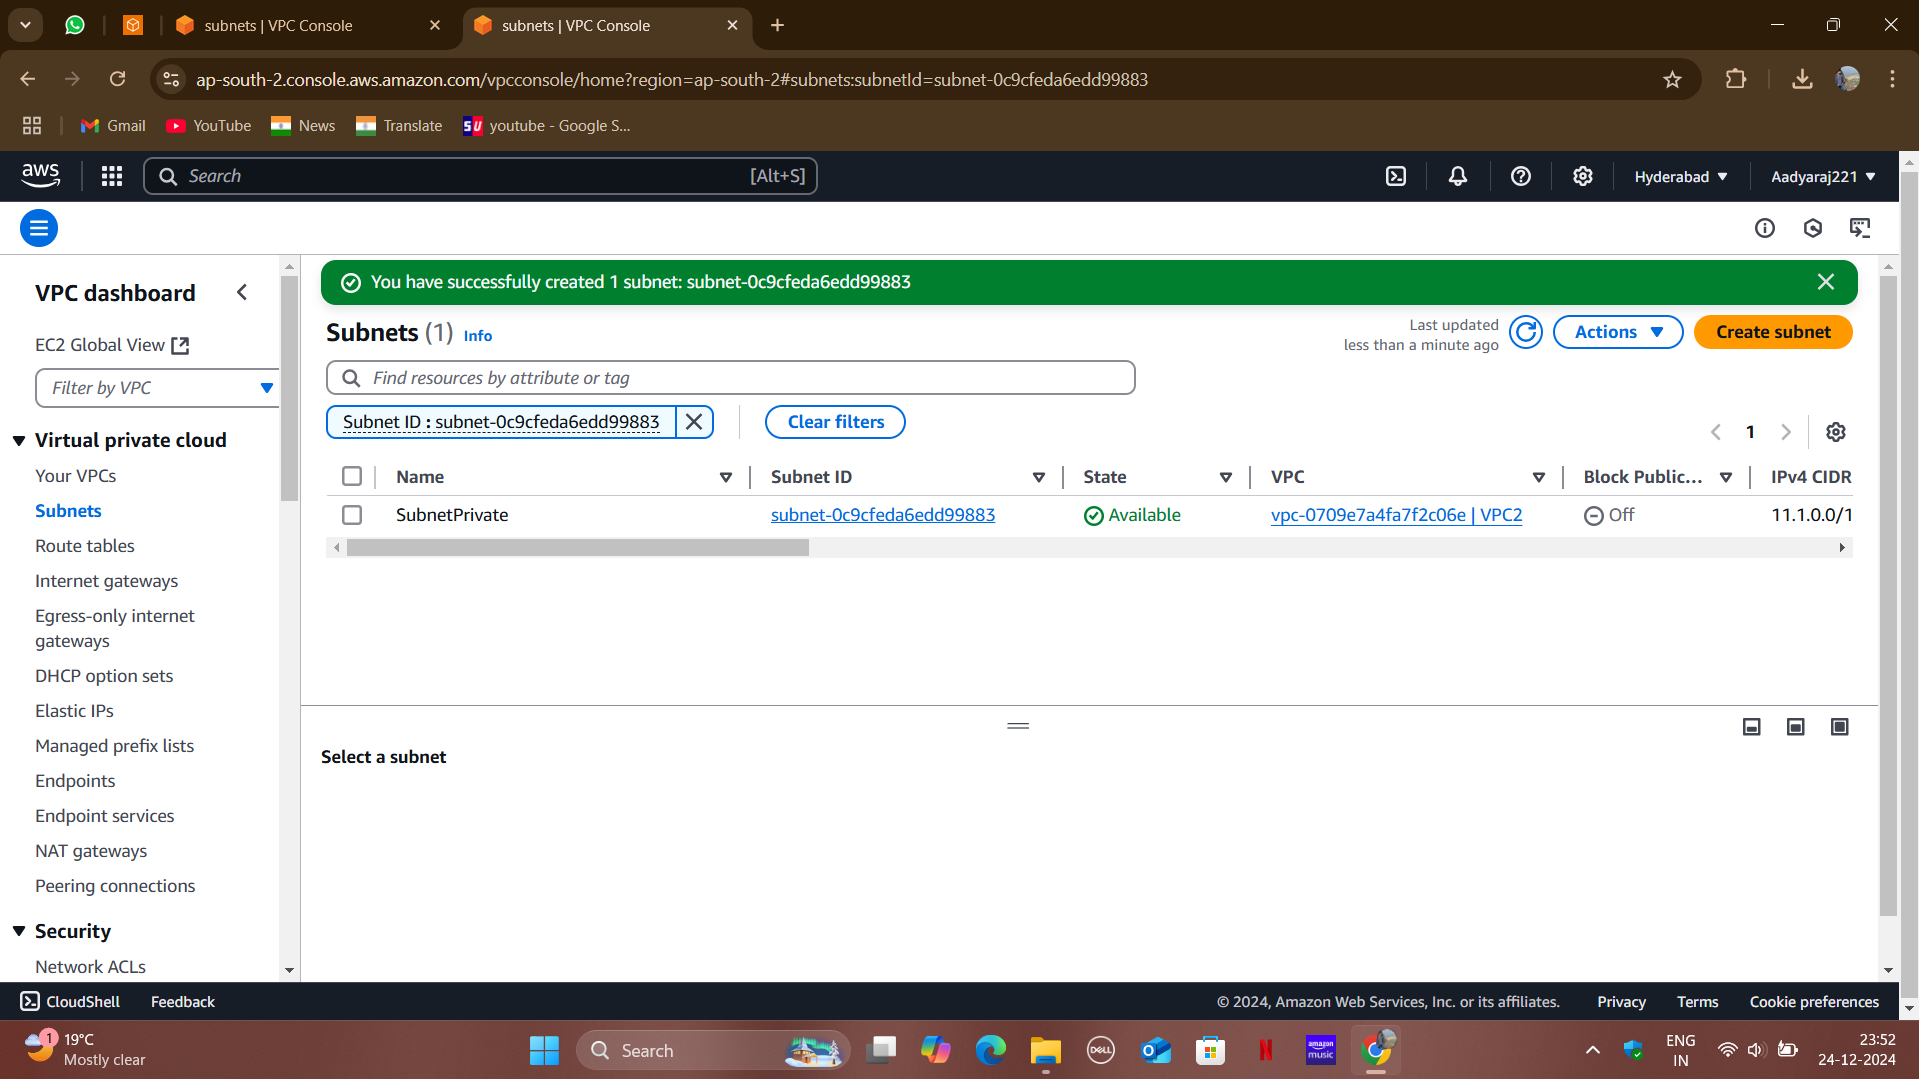 subnets | VPC Console
subnets | VPC Console
ap-south-2.console.aws.amazon.com/vpcconsole/home?region=ap-south-2#subnets:subnetId=subnet-0c9cfeda6edd99883
Gmail
YouTube
News
Translate
SU
youtube - Google S...
aws
Search
[Alt+S]
Hyderabad
Aadyaraj221
VPC dashboard
EC2 Global View
Filter by VPC
Virtual private cloud
Your VPCs
Subnets
Route tables
Internet gateways
Egress-only internet
gateways
DHCP option sets
Elastic IPs
Managed prefix lists
Endpoints
Endpoint services
NAT gateways
Peering connections
Security
Network ACLs
You have successfully created 1 subnet: subnet-0c9cfeda6edd99883
Subnets (1) Info
Last updated
less than a minute ago
Actions
Create subnet
Find resources by attribute or tag
Subnet ID : subnet-0c9cfeda6edd99883
Clear filters
1
Name
Subnet ID
State
VPC
Block Public...
IPv4 CIDR
SubnetPrivate
subnet-0c9cfeda6edd99883
Available
vpc-0709e7a4fa7f2c06e | VPC2
Off
11.1.0.0/1
Select a subnet
CloudShell
Feedback
© 2024, Amazon Web Services, Inc. or its affiliates.
Privacy
Terms
Cookie preferences
1
19°C
Mostly clear
Search
DELL
N
amazon
music
ENG
IN
23:52
24-12-2024